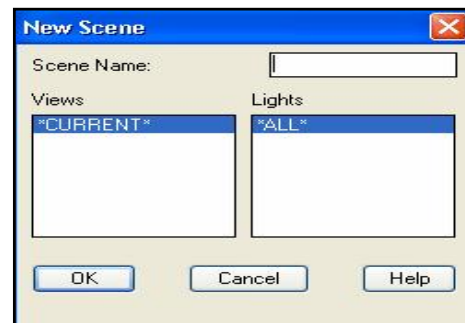 New Scene
Scene Name:
Views Lights
*CURRENT* *ALL*
OK Cancel Help